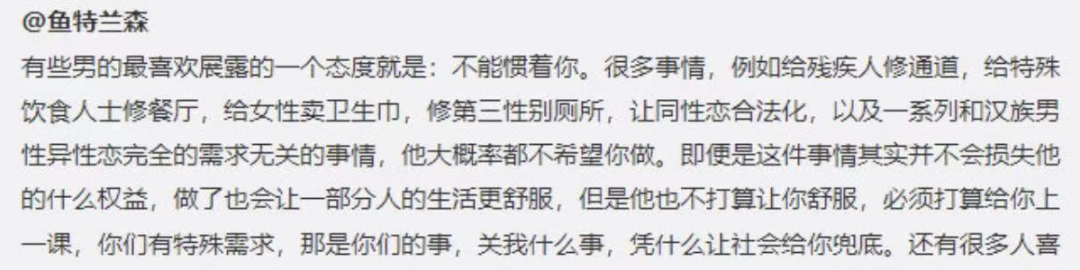 @鱼特兰森
有些男的最喜欢展露的一个态度就是：不能惯着你。很多事情，例如给残疾人修通道，给特殊
饮食人士修餐厅，给女性卖卫生巾，修第三性别厕所，让同性恋合法化，以及一系列和汉族男
性异性恋完全的需求无关的事情，他大概率都不希望你做。即便是这件事情其实并不会损失他
的什么权益，做了也会让一部分人的生活更舒服，但是他也不打算让你舒服，必须打算给你上
一课，你们有特殊需求，那是你们的事，关我什么事，凭什么让社会给你兜底。还有很多人喜